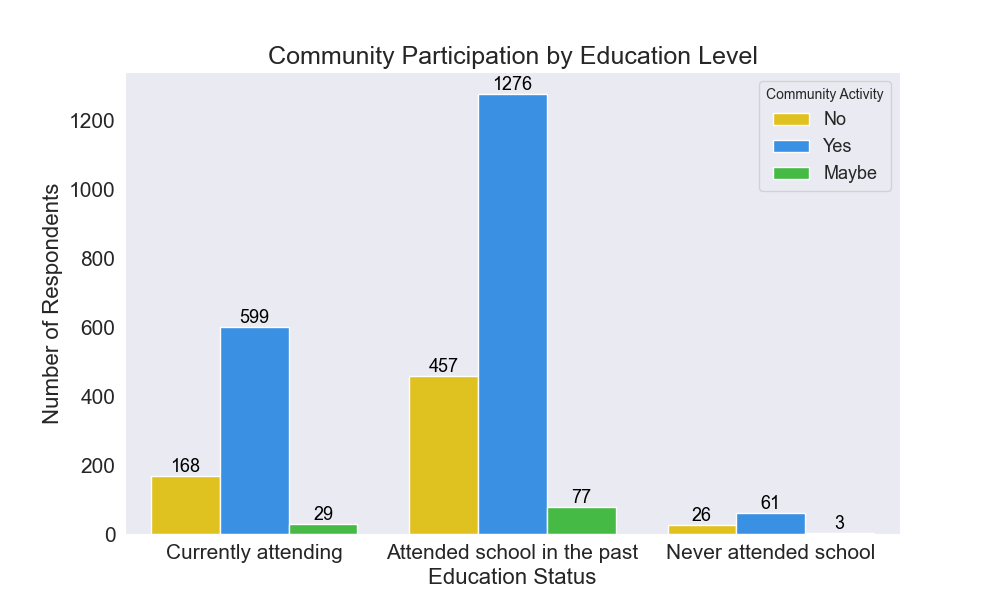 Community Participation by Education Level
Number of Respondents
1200
1000
800
600
400
200
0
168
599
29
457
1276
77
26
61
3
Community Activity
No
Yes
Maybe
Currently attending
Attended school in the past
Never attended school
Education Status